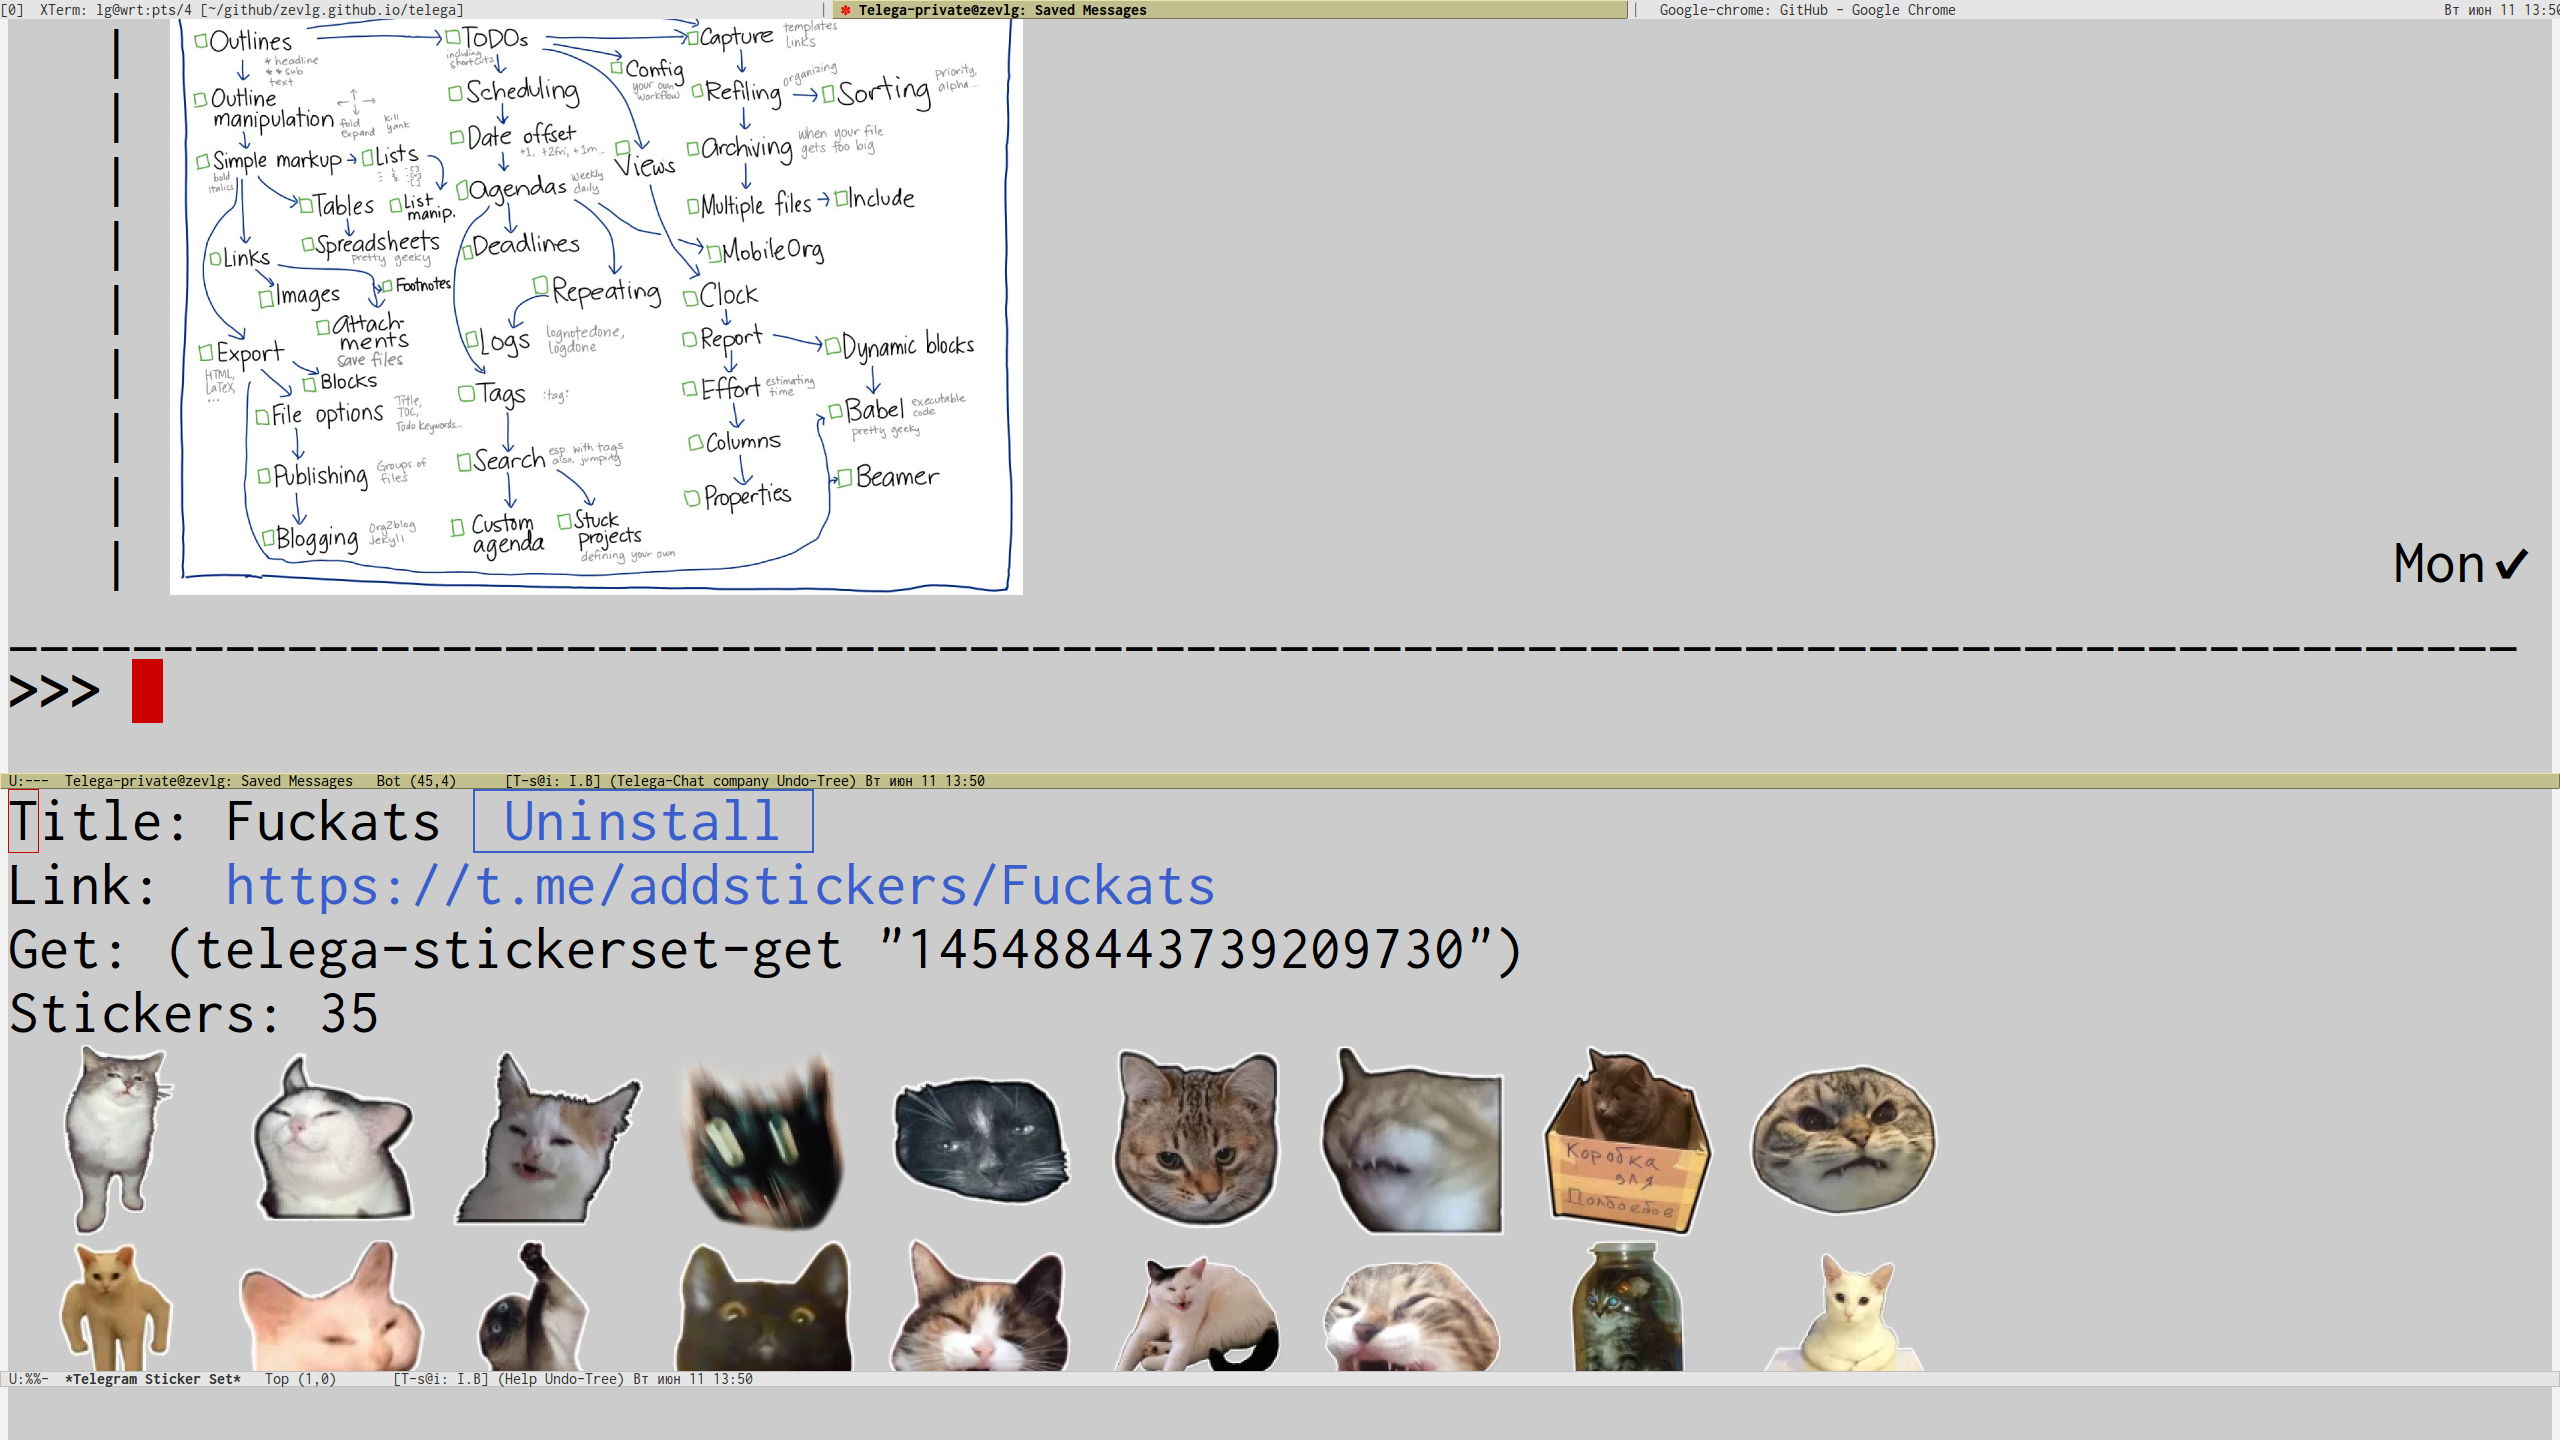 [0] XTerm: lg@wrt:pts/4 [~/github/zevlg.github.io/telega] | ✽ Telega-private@zevlg: Saved Messages | Google-chrome: GitHub - Google Chrome Вт июн 11 13:50
Outlines
* headline
* * sub
text
Outline
manipulation
fold
expand
kill
yank
Simple markup
bold
italics
Lists
Tables
List
manip.
Spreadsheets
pretty geeky
Links
Images
Footnotes
Attach-
ments
save files
Export
HTML,
LaTeX,
...
Blocks
File options
Title,
TOC,
Todo keywords...
Publishing
Groups of
files
Blogging
Org2blog
Jekyll
ToDOs
including
shortcuts
Scheduling
Date offset
+1, +2fri, +1m...
Agendas
weekly
daily
Deadlines
Repeating
Logs
lognotedone,
logdone
Tags
:tag:
Search
esp. with tags
also, jumping
Custom
agenda
Stuck
projects
defining your own
Config
your own
workflow
Views
Capture
templates
links
Refiling
organizing
Sorting
priority,
alpha...
Archiving
when your file
gets too big
Multiple files
Include
MobileOrg
Clock
Report
Dynamic blocks
Effort
estimating
time
Babel
executable
code
pretty geeky
Columns
Beamer
Properties
Mon✔
>>>
U:--- Telega-private@zevlg: Saved Messages Bot (45,4) [T-s@i: I.B] (Telega-Chat company Undo-Tree) Вт июн 11 13:50
Title: Fuckats Uninstall
Link: https://t.me/addstickers/Fuckats
Get: (telega-stickerset-get "145488443739209730")
Stickers: 35
Коробка
для
Долбоебов
U:%%- *Telegram Sticker Set* Top (1,0) [T-s@i: I.B] (Help Undo-Tree) Вт июн 11 13:50